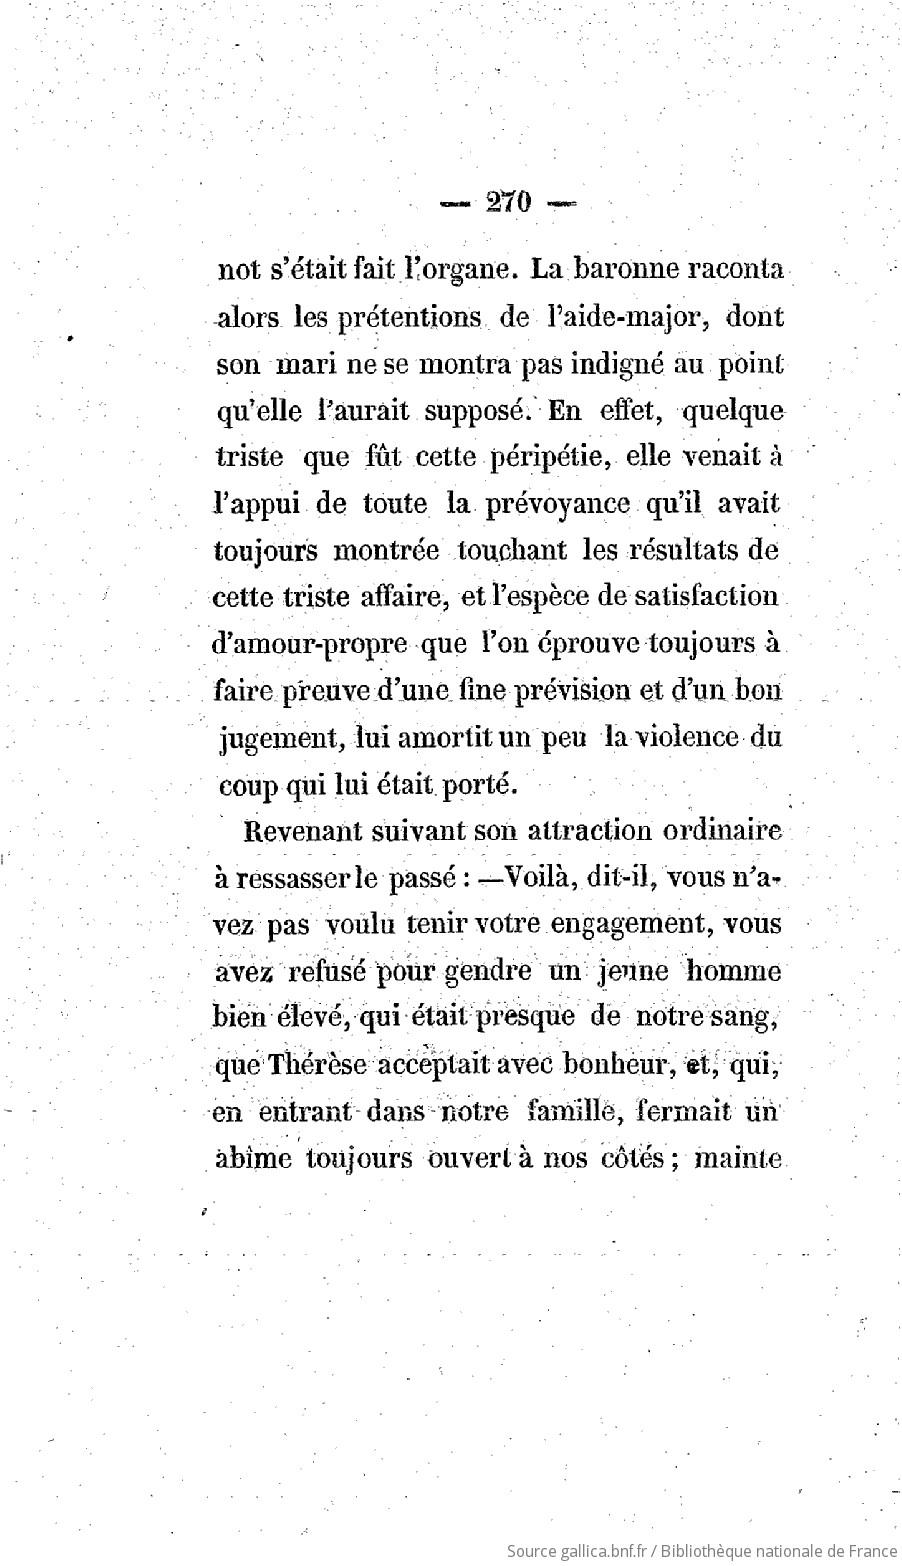 — 270 —
not s'était fait l'organe. La baronne raconta
alors les prétentions de l'aide-major, dont
son mari ne se montra pas indigné au point
qu'elle l'aurait supposé. En effet, quelque
triste que fût cette péripétie, elle venait à
l'appui de toute la prévoyance qu'il avait
toujours montrée touchant les résultats de
cette triste affaire, et l'espèce de satisfaction
d'amour-propre que l'on éprouve toujours à
faire preuve d'une fine prévision et d'un bon
jugement, lui amortit un peu la violence du
coup qui lui était porté.
Revenant suivant son attraction ordinaire
à ressasser le passé : —Voilà, dit-il, vous n'a-
vez pas voulu tenir votre engagement, vous
avez refusé pour gendre un jeune homme
bien élevé, qui était presque de notre sang,
que Thérèse acceptait avec bonheur, et, qui,
en entrant dans notre famille, fermait un
abîme toujours ouvert à nos côtés ; mainte
Source gallica.bnf.fr / Bibliothèque nationale de France